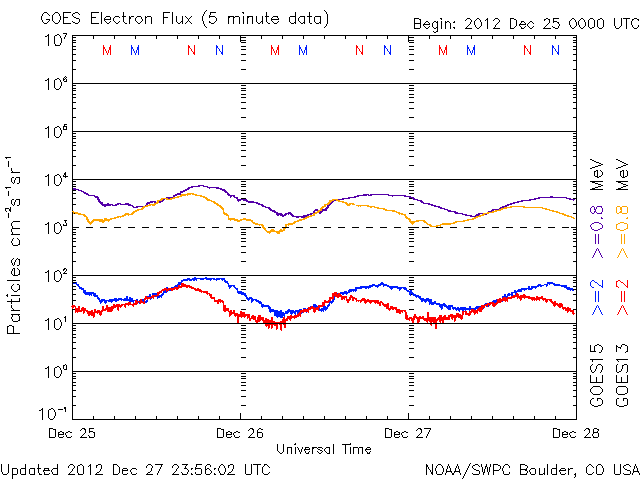 GOES Electron Flux (5 minute data)
Begin: 2012 Dec 25 0000 UTC
10⁷
M M N N M M N N M M N N
10⁶
10⁵
10⁴
10³
10²
10¹
10⁰
10⁻¹
Particles cm⁻²s⁻¹sr⁻¹
Dec 25 Dec 26 Dec 27 Dec 28
Universal Time
GOES15 >=2 >=0.8 MeV
GOES13 >=2 >=0.8 MeV
Updated 2012 Dec 27 23:56:02 UTC
NOAA/SWPC Boulder, CO USA